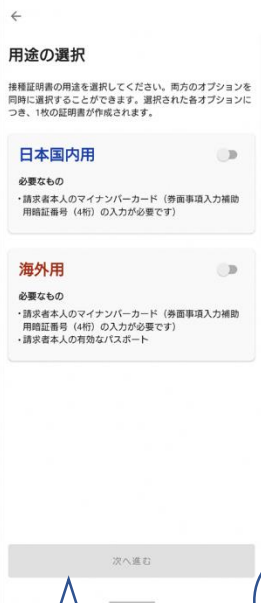 用途の選択
接種証明書の用途を選択してください。両方のオプションを
同時に選択することができます。選択された各オプションに
つき、1枚の証明書が作成されます。
日本国内用
必要なもの
・請求者本人のマイナンバーカード（券面事項入力補助
用暗証番号（4桁）の入力が必要です）
海外用
必要なもの
・請求者本人のマイナンバーカード（券面事項入力補助
用暗証番号（4桁）の入力が必要です）
・請求者本人の有効なパスポート
次へ進む